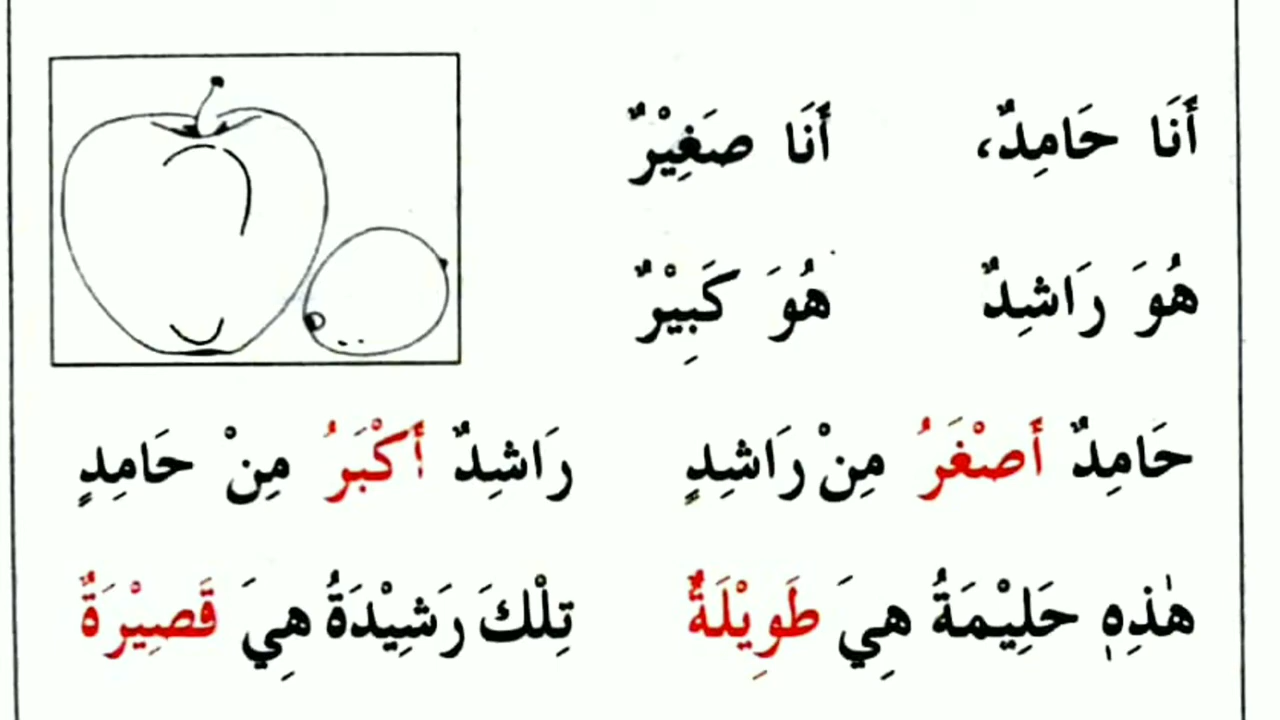 أَنَا حَامِدٌ، أَنَا صَغِيْرٌ
هُوَ رَاشِدٌ هُوَ كَبِيْرٌ
حَامِدٌ أَصْغَرُ مِنْ رَاشِدٍ رَاشِدٌ أَكْبَرُ مِنْ حَامِدٍ
هٰذِهٖ حَلِيْمَةُ هِيَ طَوِيْلَةٌ تِلْكَ رَشِيْدَةُ هِيَ قَصِيْرَةٌ